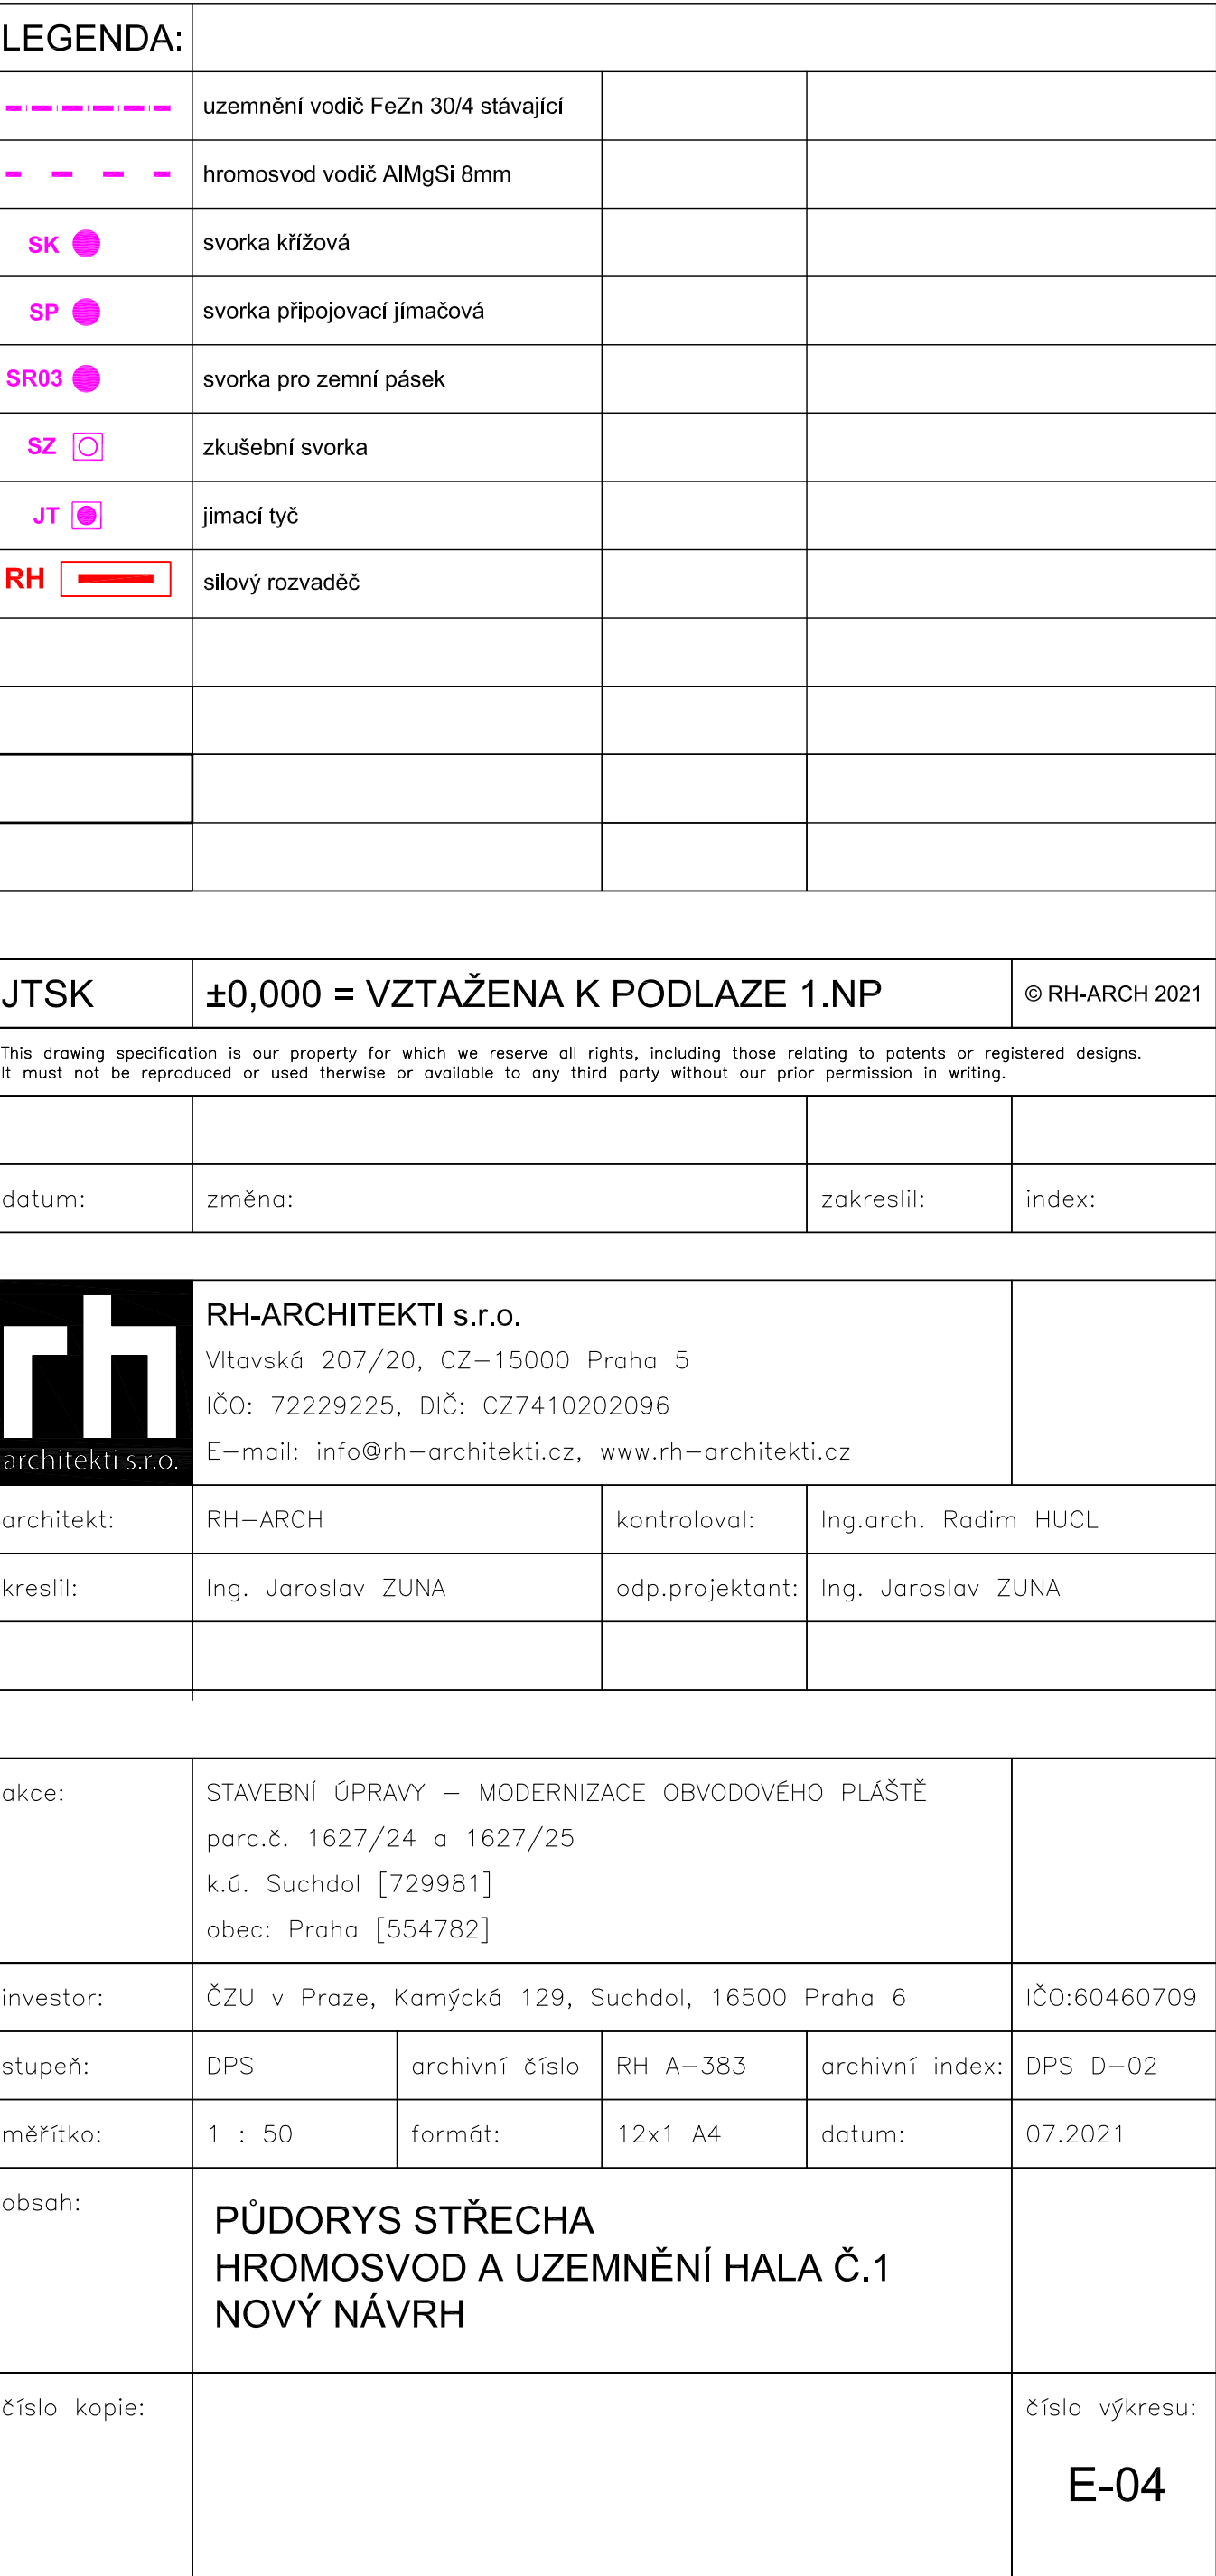 LEGENDA:
uzemnění vodič FeZn 30/4 stávající
hromosvod vodič AlMgSi 8mm
SK svorka křížová
SP svorka připojovací jímačová
SR03 svorka pro zemní pásek
SZ zkušební svorka
JT jimací tyč
RH silový rozvaděč
JTSK ±0,000 = VZTAŽENA K PODLAZE 1.NP © RH-ARCH 2021
This drawing specification is our property for which we reserve all rights, including those relating to patents or registered designs.
It must not be reproduced or used therwise or available to any third party without our prior permission in writing.
datum: změna: zakreslil: index:
rh
architekti s.r.o.
RH-ARCHITEKTI s.r.o.
Vltavská 207/20, CZ-15000 Praha 5
IČO: 72229225, DIČ: CZ7410202096
E-mail: info@rh-architekti.cz, www.rh-architekti.cz
architekt: RH-ARCH kontroloval: Ing.arch. Radim HUCL
kreslil: Ing. Jaroslav ZUNA odp.projektant: Ing. Jaroslav ZUNA
akce: STAVEBNÍ ÚPRAVY - MODERNIZACE OBVODOVÉHO PLÁŠTĚ
parc.č. 1627/24 a 1627/25
k.ú. Suchdol [729981]
obec: Praha [554782]
investor: ČZU v Praze, Kamýcká 129, Suchdol, 16500 Praha 6 IČO:60460709
stupeň: DPS archivní číslo RH A-383 archivní index: DPS D-02
měřítko: 1 : 50 formát: 12x1 A4 datum: 07.2021
obsah: PŮDORYS STŘECHA
HROMOSVOD A UZEMNĚNÍ HALA Č.1
NOVÝ NÁVRH
číslo kopie: číslo výkresu:
E-04